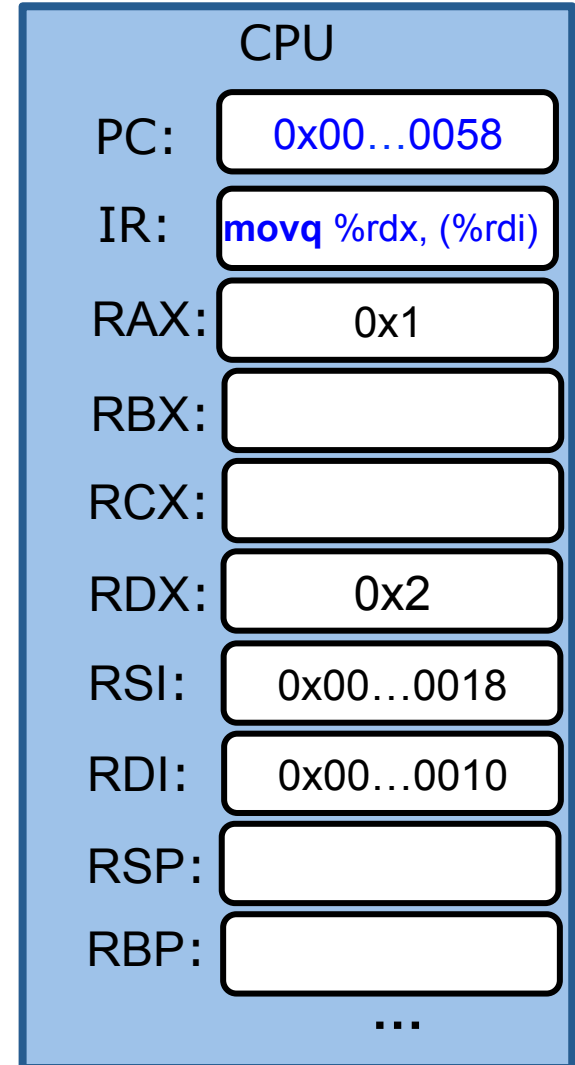 CPU
PC: 0x00…0058
IR: movq %rdx, (%rdi)
RAX: 0x1
RBX:
RCX:
RDX: 0x2
RSI: 0x00…0018
RDI: 0x00…0010
RSP:
RBP:
…